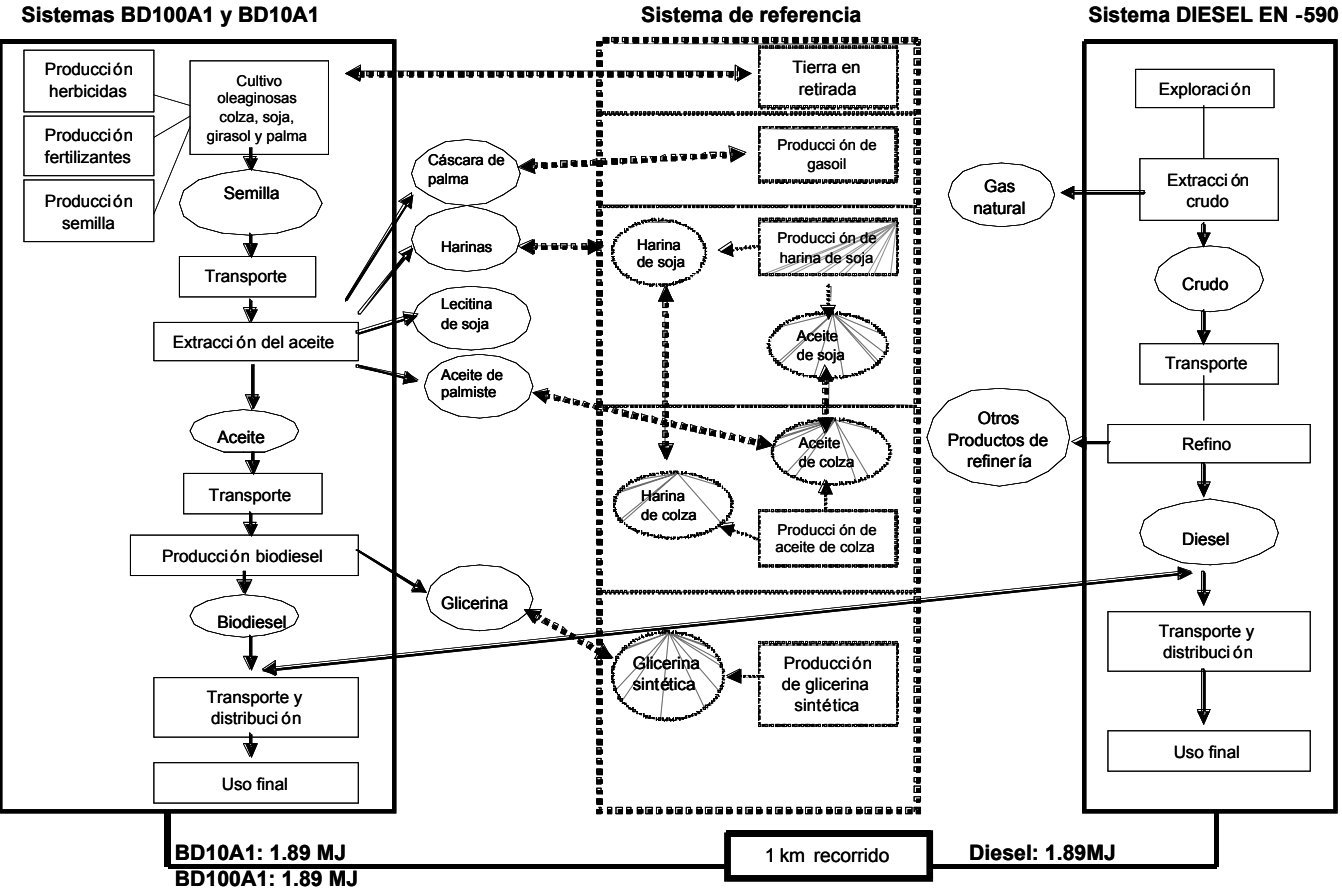 Sistemas BD100A1 y BD10A1
Producción
herbicidas
Producción
fertilizantes
Producción
semilla
Cultivo
oleaginosas
colza, soja,
girasol y palma
Semilla
Transporte
Extracción del aceite
Aceite
Transporte
Producción biodiesel
Biodiesel
Transporte y
distribución
Uso final
Cáscara de
palma
Harinas
Lecitina
de soja
Aceite de
palmiste
Glicerina
Sistema de referencia
Tierra en
retirada
Producción de
gasoil
Harina
de soja
Producción de
harina de soja
Aceite
de soja
Aceite
de colza
Harina
de colza
Producción de
aceite de colza
Glicerina
sintética
Producción
de glicerina
sintética
Sistema DIESEL EN -590
Exploración
Extracción
crudo
Gas
natural
Crudo
Transporte
Otros
Productos de
refinería
Refino
Diesel
Transporte y
distribución
Uso final
BD10A1: 1.89 MJ
BD100A1: 1.89 MJ
1 km recorrido
Diesel: 1.89MJ